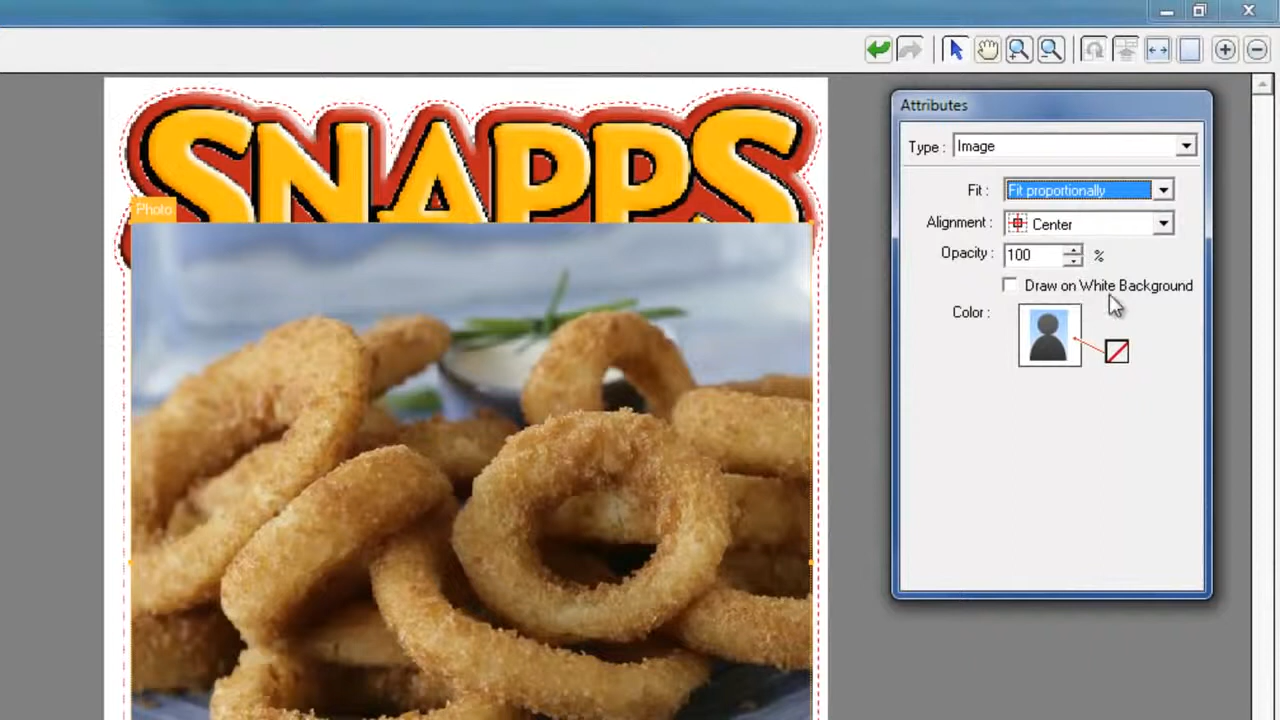 SNAPPS
Photo
Attributes
Type : Image
Fit : Fit proportionally
Alignment : Center
Opacity : 100 %
Draw on White Background
Color :